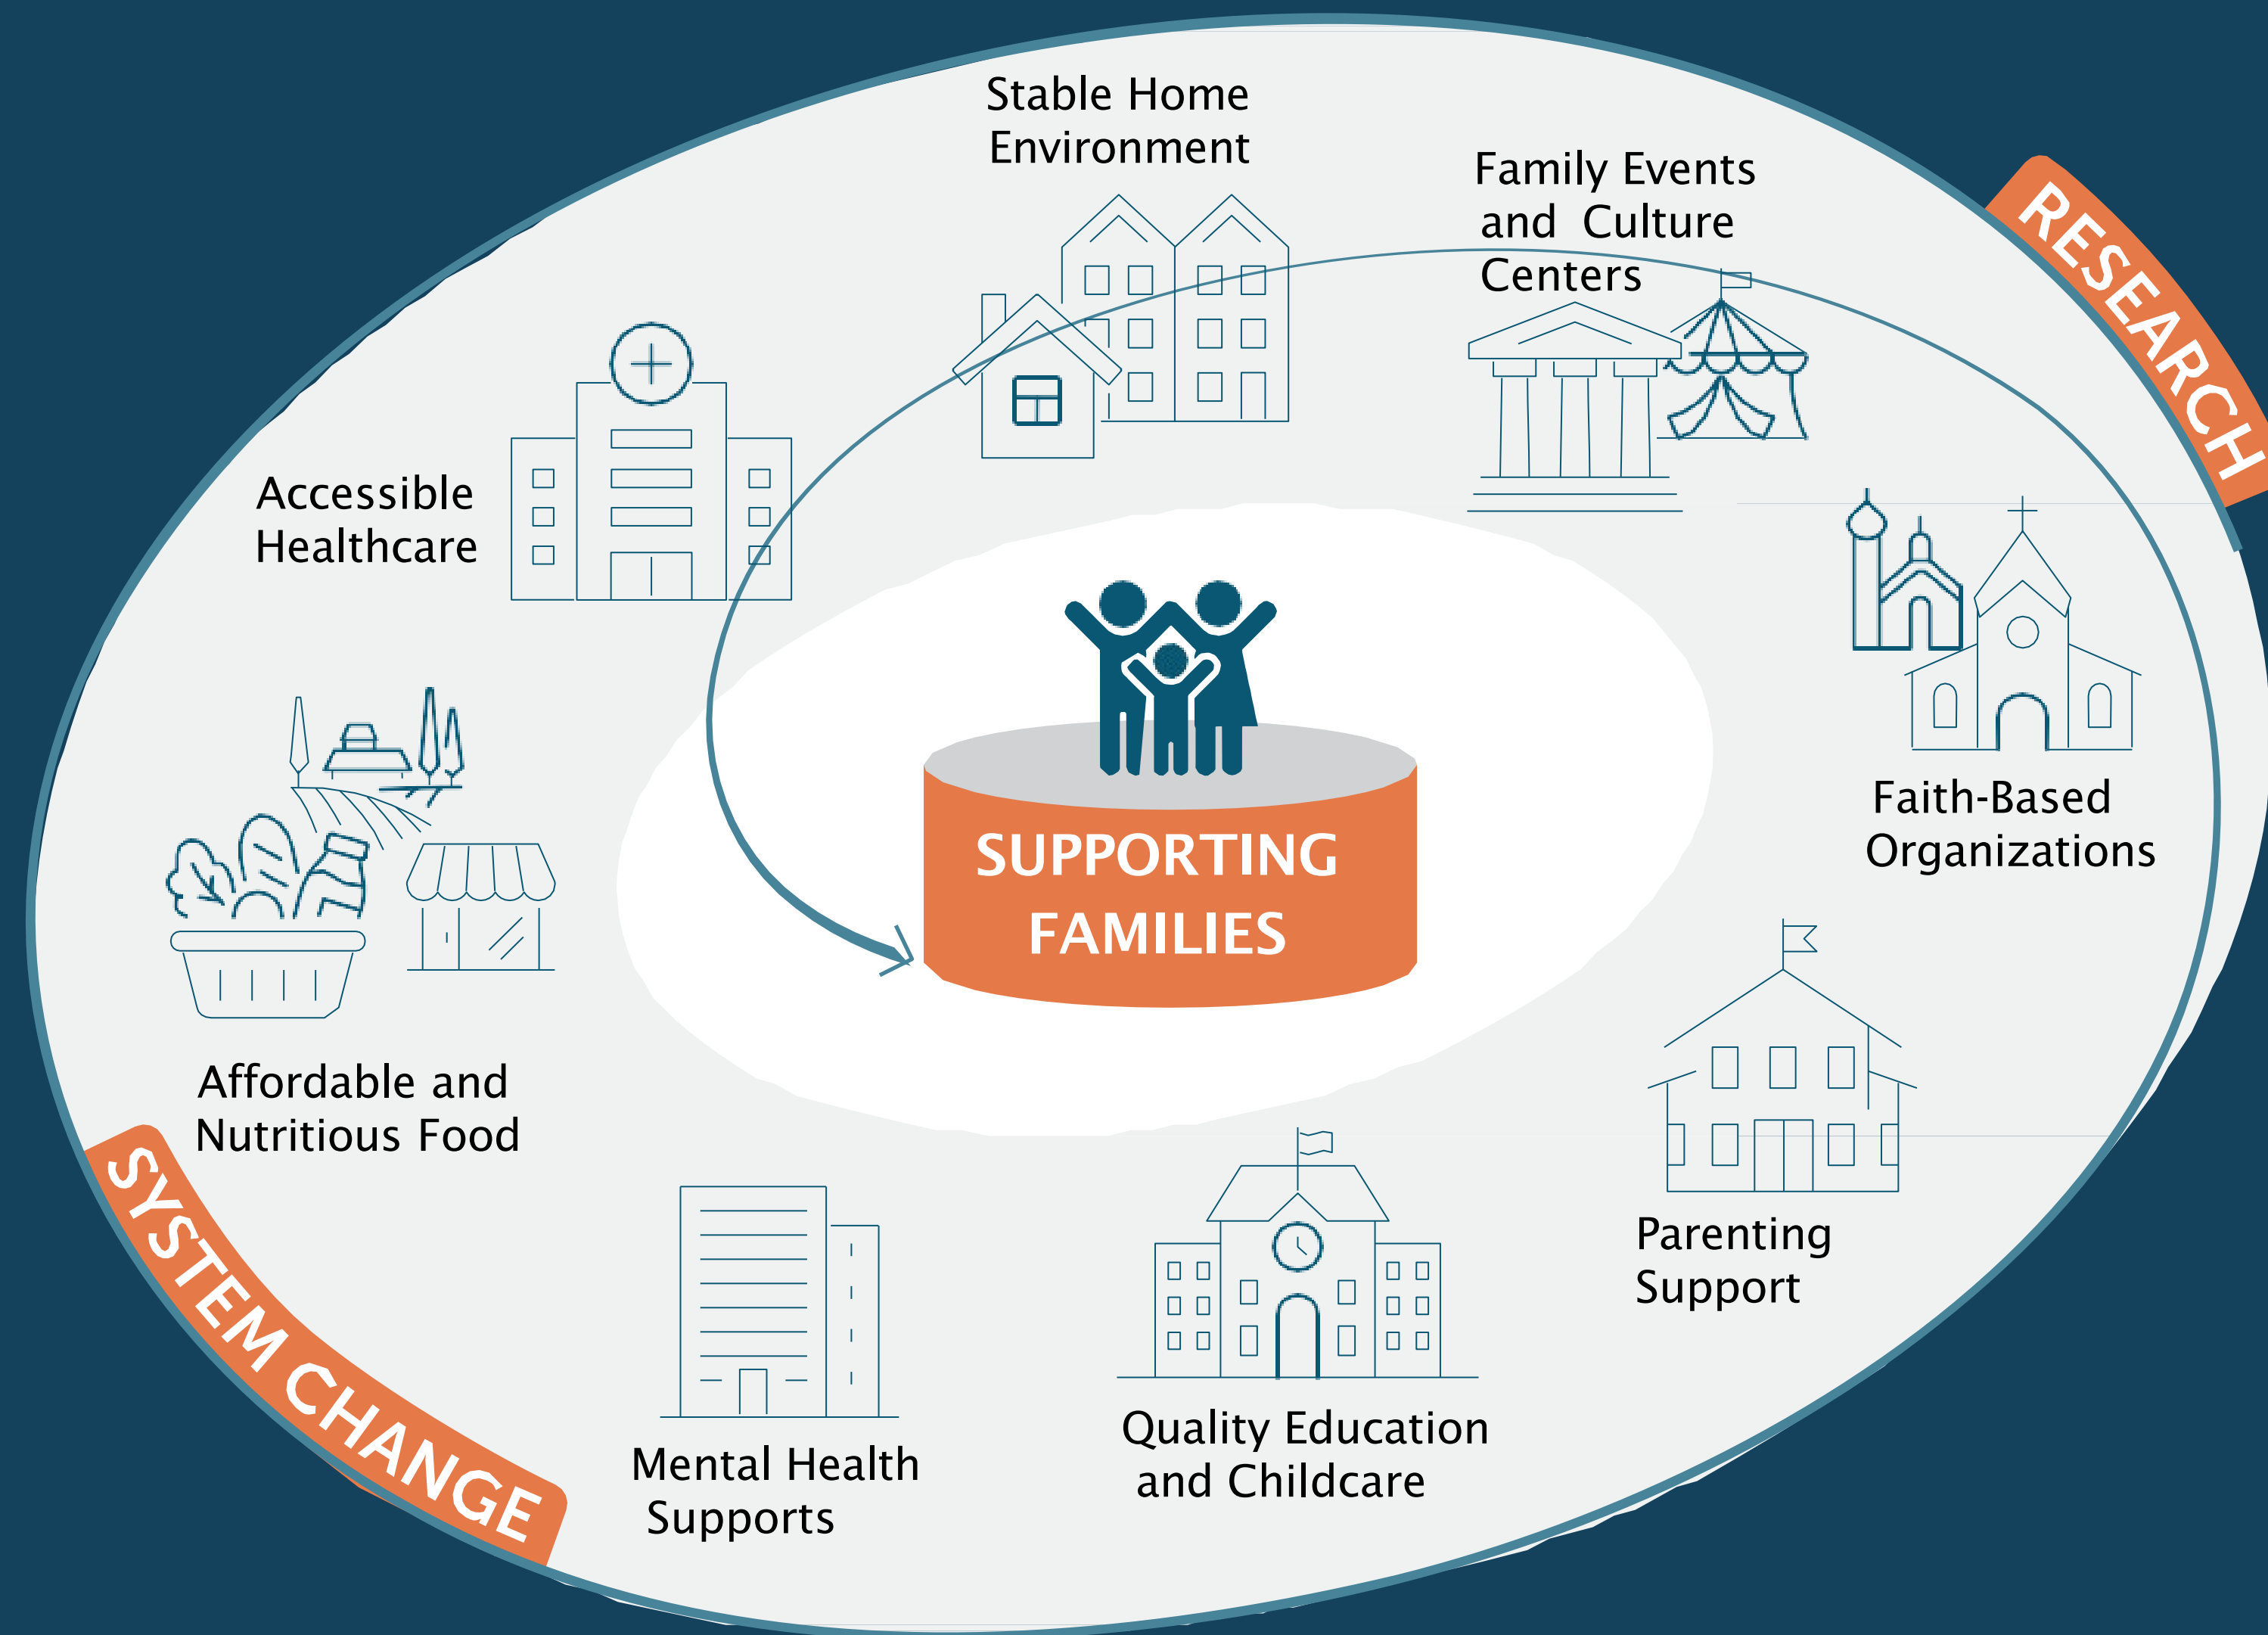 Stable Home
Environment
Family Events
and Culture
Centers
RESEARCH
Accessible
Healthcare
Faith-Based
Organizations
SUPPORTING
FAMILIES
Affordable and
Nutritious Food
Parenting
Support
SYSTEM CHANGE
Mental Health
Supports
Quality Education
and Childcare